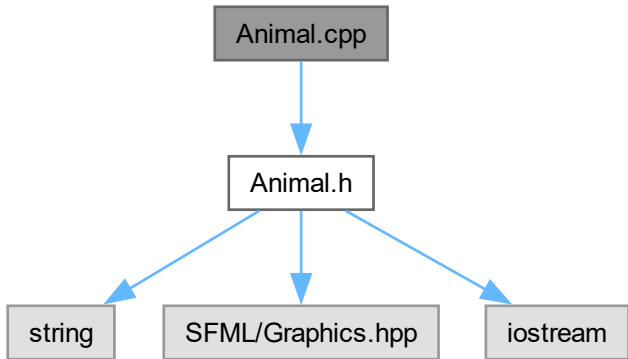 Animal.cpp
Animal.h
string
SFML/Graphics.hpp
iostream